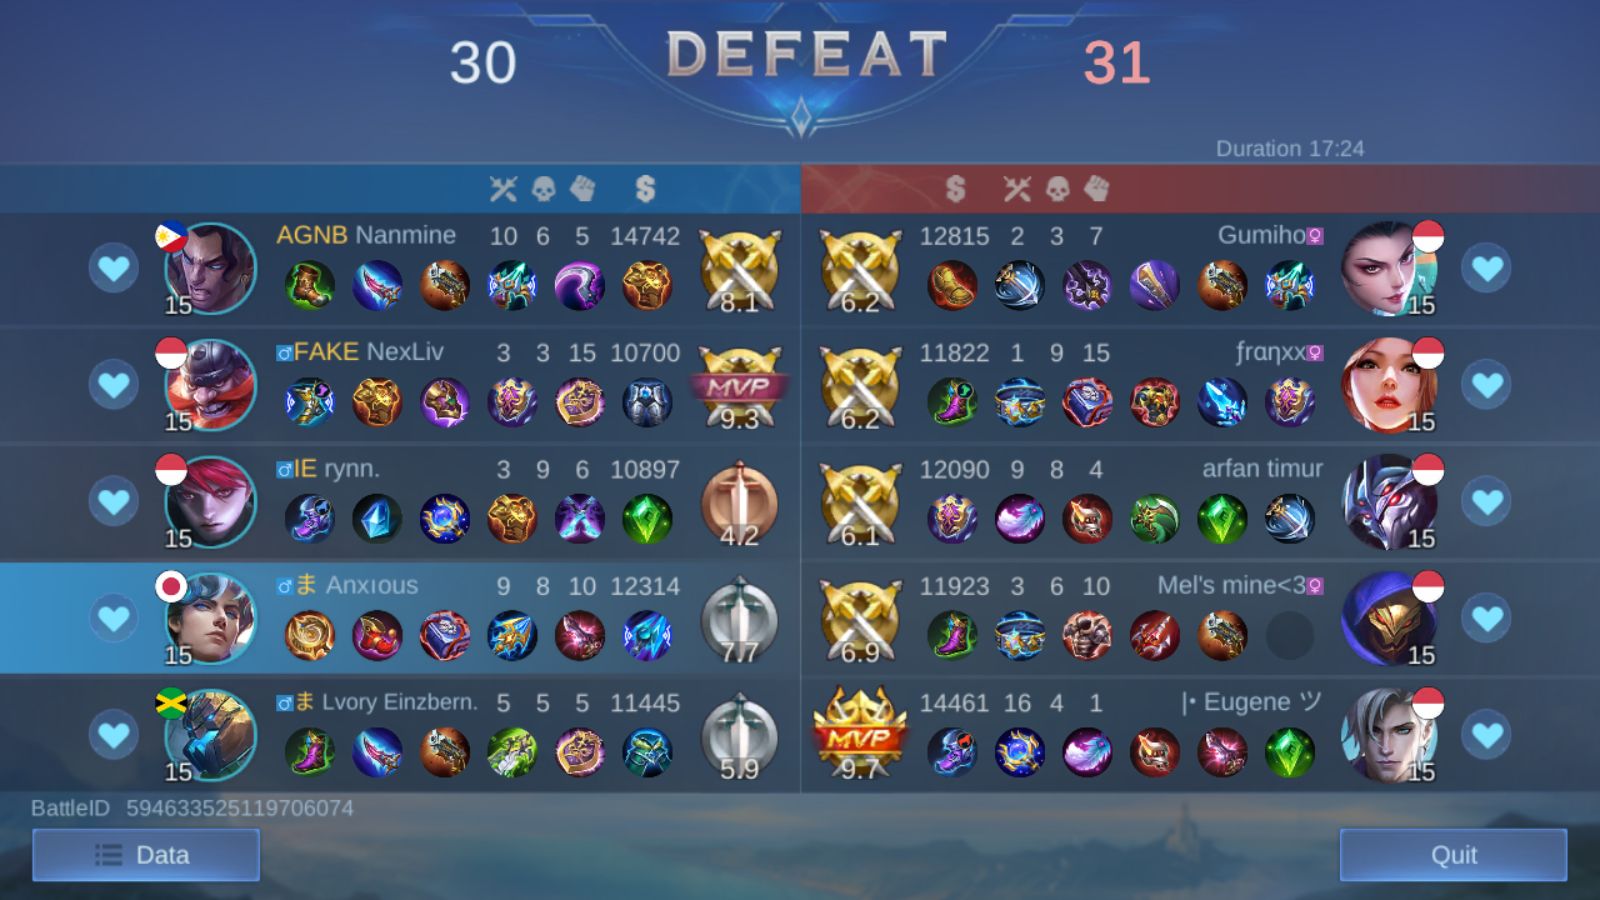 30 DEFEAT 31
Duration 17:24
AGNB Nanmine 10 6 5 14742
15 8.1
6.2 12815 2 3 7 Gumiho♀
15
♂FAKE NexLiv 3 3 15 10700
15 MVP 9.3
6.2 11822 1 9 15 ƒrαηxx♀
15
♂IE rynn. 3 9 6 10897
15 4.2
6.1 12090 9 8 4 arfan timur
15
♂ま Anxıous 9 8 10 12314
15 7.7
6.9 11923 3 6 10 Mel's mine<3♀
15
♂ま Lvory Einzbern. 5 5 5 11445
15 5.9
MVP 9.7 14461 16 4 1 |• Eugene ツ
15
BattleID 594633525119706074
Data
Quit